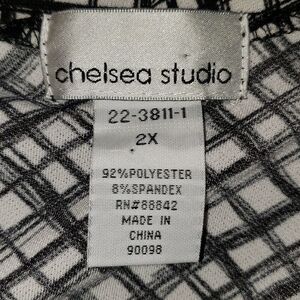 chelsea studio
22-3811-1
2X
92%POLYESTER
8%SPANDEX
RN#88842
MADE IN
CHINA
90098